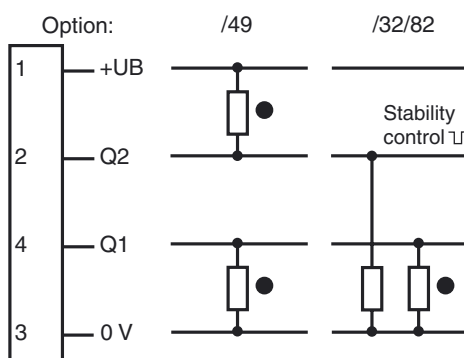 Option: /49 /32/82
1 +UB
Stability
control
2 Q2
4 Q1
3 0 V